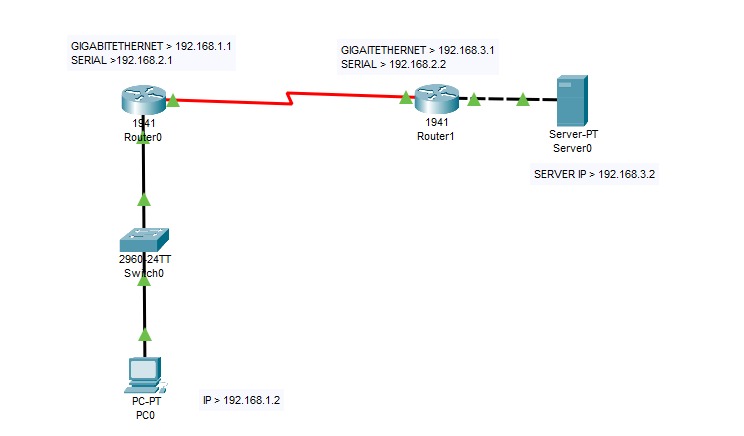 GIGABITETHERNET > 192.168.1.1
SERIAL >192.168.2.1
GIGAITETHERNET > 192.168.3.1
SERIAL > 192.168.2.2
1941
Router0
1941
Router1
Server-PT
Server0
SERVER IP > 192.168.3.2
2960-24TT
Switch0
PC-PT
PC0
IP > 192.168.1.2